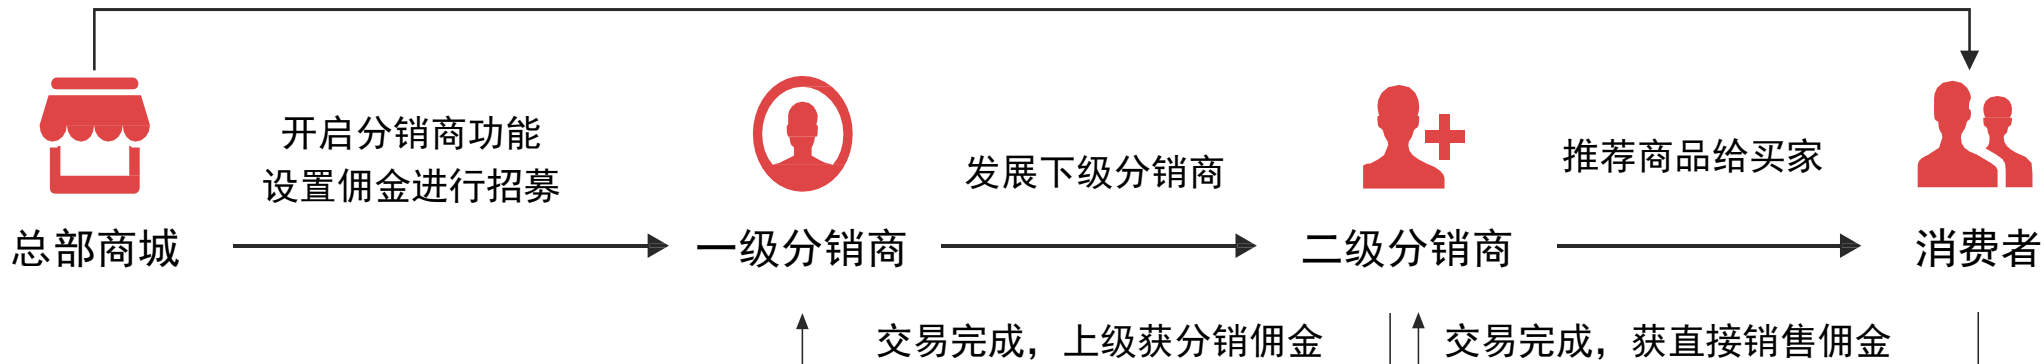 开启分销商功能
设置佣金进行招募
发展下级分销商
推荐商品给买家
总部商城
一级分销商
二级分销商
消费者
交易完成，上级获分销佣金
交易完成，获直接销售佣金